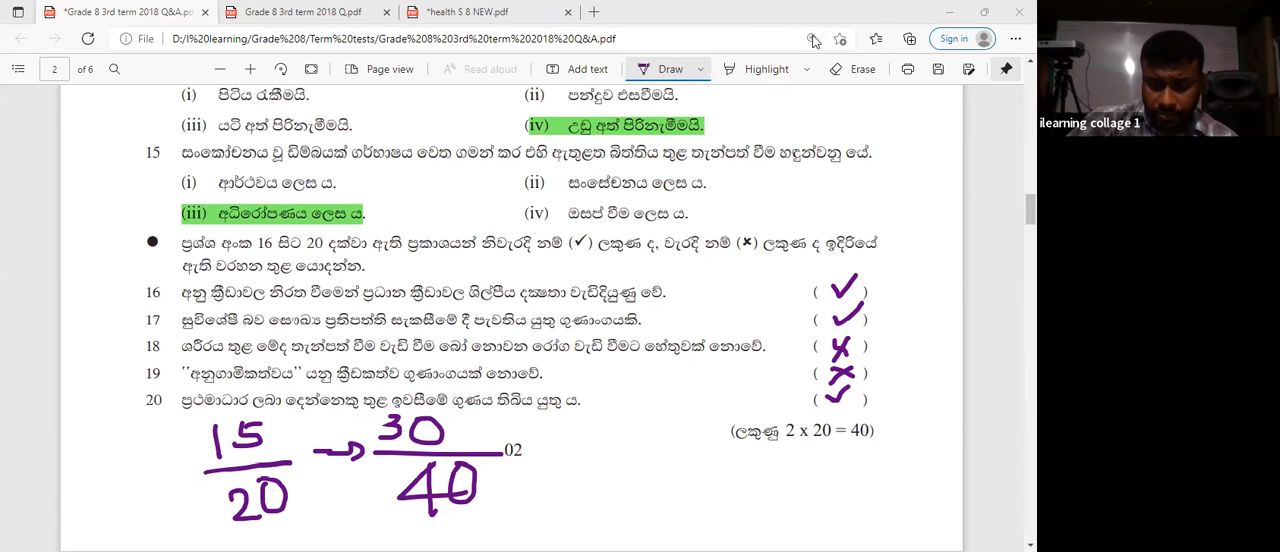 *Grade 8 3rd term 2018 Q&A.pd
Grade 8 3rd term 2018 Q.pdf
*health S 8 NEW.pdf
File
D:/I%20learning/Grade%208/Term%20tests/Grade%208%203rd%20term%202018%20Q&A.pdf
Sign in
2 of 6
Page view
Read aloud
Add text
Draw
Highlight
Erase
(i) පිටිය රැකීමයි.
(ii) පන්දුව එසවීමයි.
(iii) යටි අත් පිරිනැමීමයි.
(iv) උඩු අත් පිරිනැමීමයි.
15 සංකෝචනය වූ ඩිම්බයක් ගර්භාෂය වෙත ගමන් කර එහි ඇතුළත බිත්තිය තුළ තැන්පත් වීම හඳුන්වනු යේ.
(i) ආර්ථවය ලෙස ය.
(ii) සංසේචනය ලෙස ය.
(iii) අධිරෝපණය ලෙස ය.
(iv) ඔසප් වීම ලෙස ය.
● ප්‍රශ්ශ අංක 16 සිට 20 දක්වා ඇති ප්‍රකාශයන් නිවැරදි නම් (✓) ලකුණ ද, වැරදි නම් (×) ලකුණ ද ඉදිරියේ
ඇති වරහන තුළ යොදන්න.
16 අනු ක්‍රීඩාවල නිරත වීමෙන් ප්‍රධාන ක්‍රීඩාවල ශිල්පීය දක්‍ෂතා වැඩිදියුණු වේ. ( ✓ )
17 සුවිශේෂී බව සෞඛ්‍ය ප්‍රතිපත්ති සැකසීමේ දී පැවතිය යුතු ගුණාංගයකි. ( ✓ )
18 ශරීරය තුළ මේද තැන්පත් වීම වැඩි වීම බෝ නොවන රෝග වැඩි වීමට හේතුවක් නොවේ. ( × )
19 "අනුගාමිකත්වය" යනු ක්‍රීඩකත්ව ගුණාංගයක් නොවේ. ( × )
20 ප්‍රථමාධාර ලබා දෙන්නෙකු තුළ ඉවසීමේ ගුණය තිබිය යුතු ය. ( ✓ )
(ලකුණු 2 x 20 = 40)
15/20 → 30/40
02
ilearning collage 1